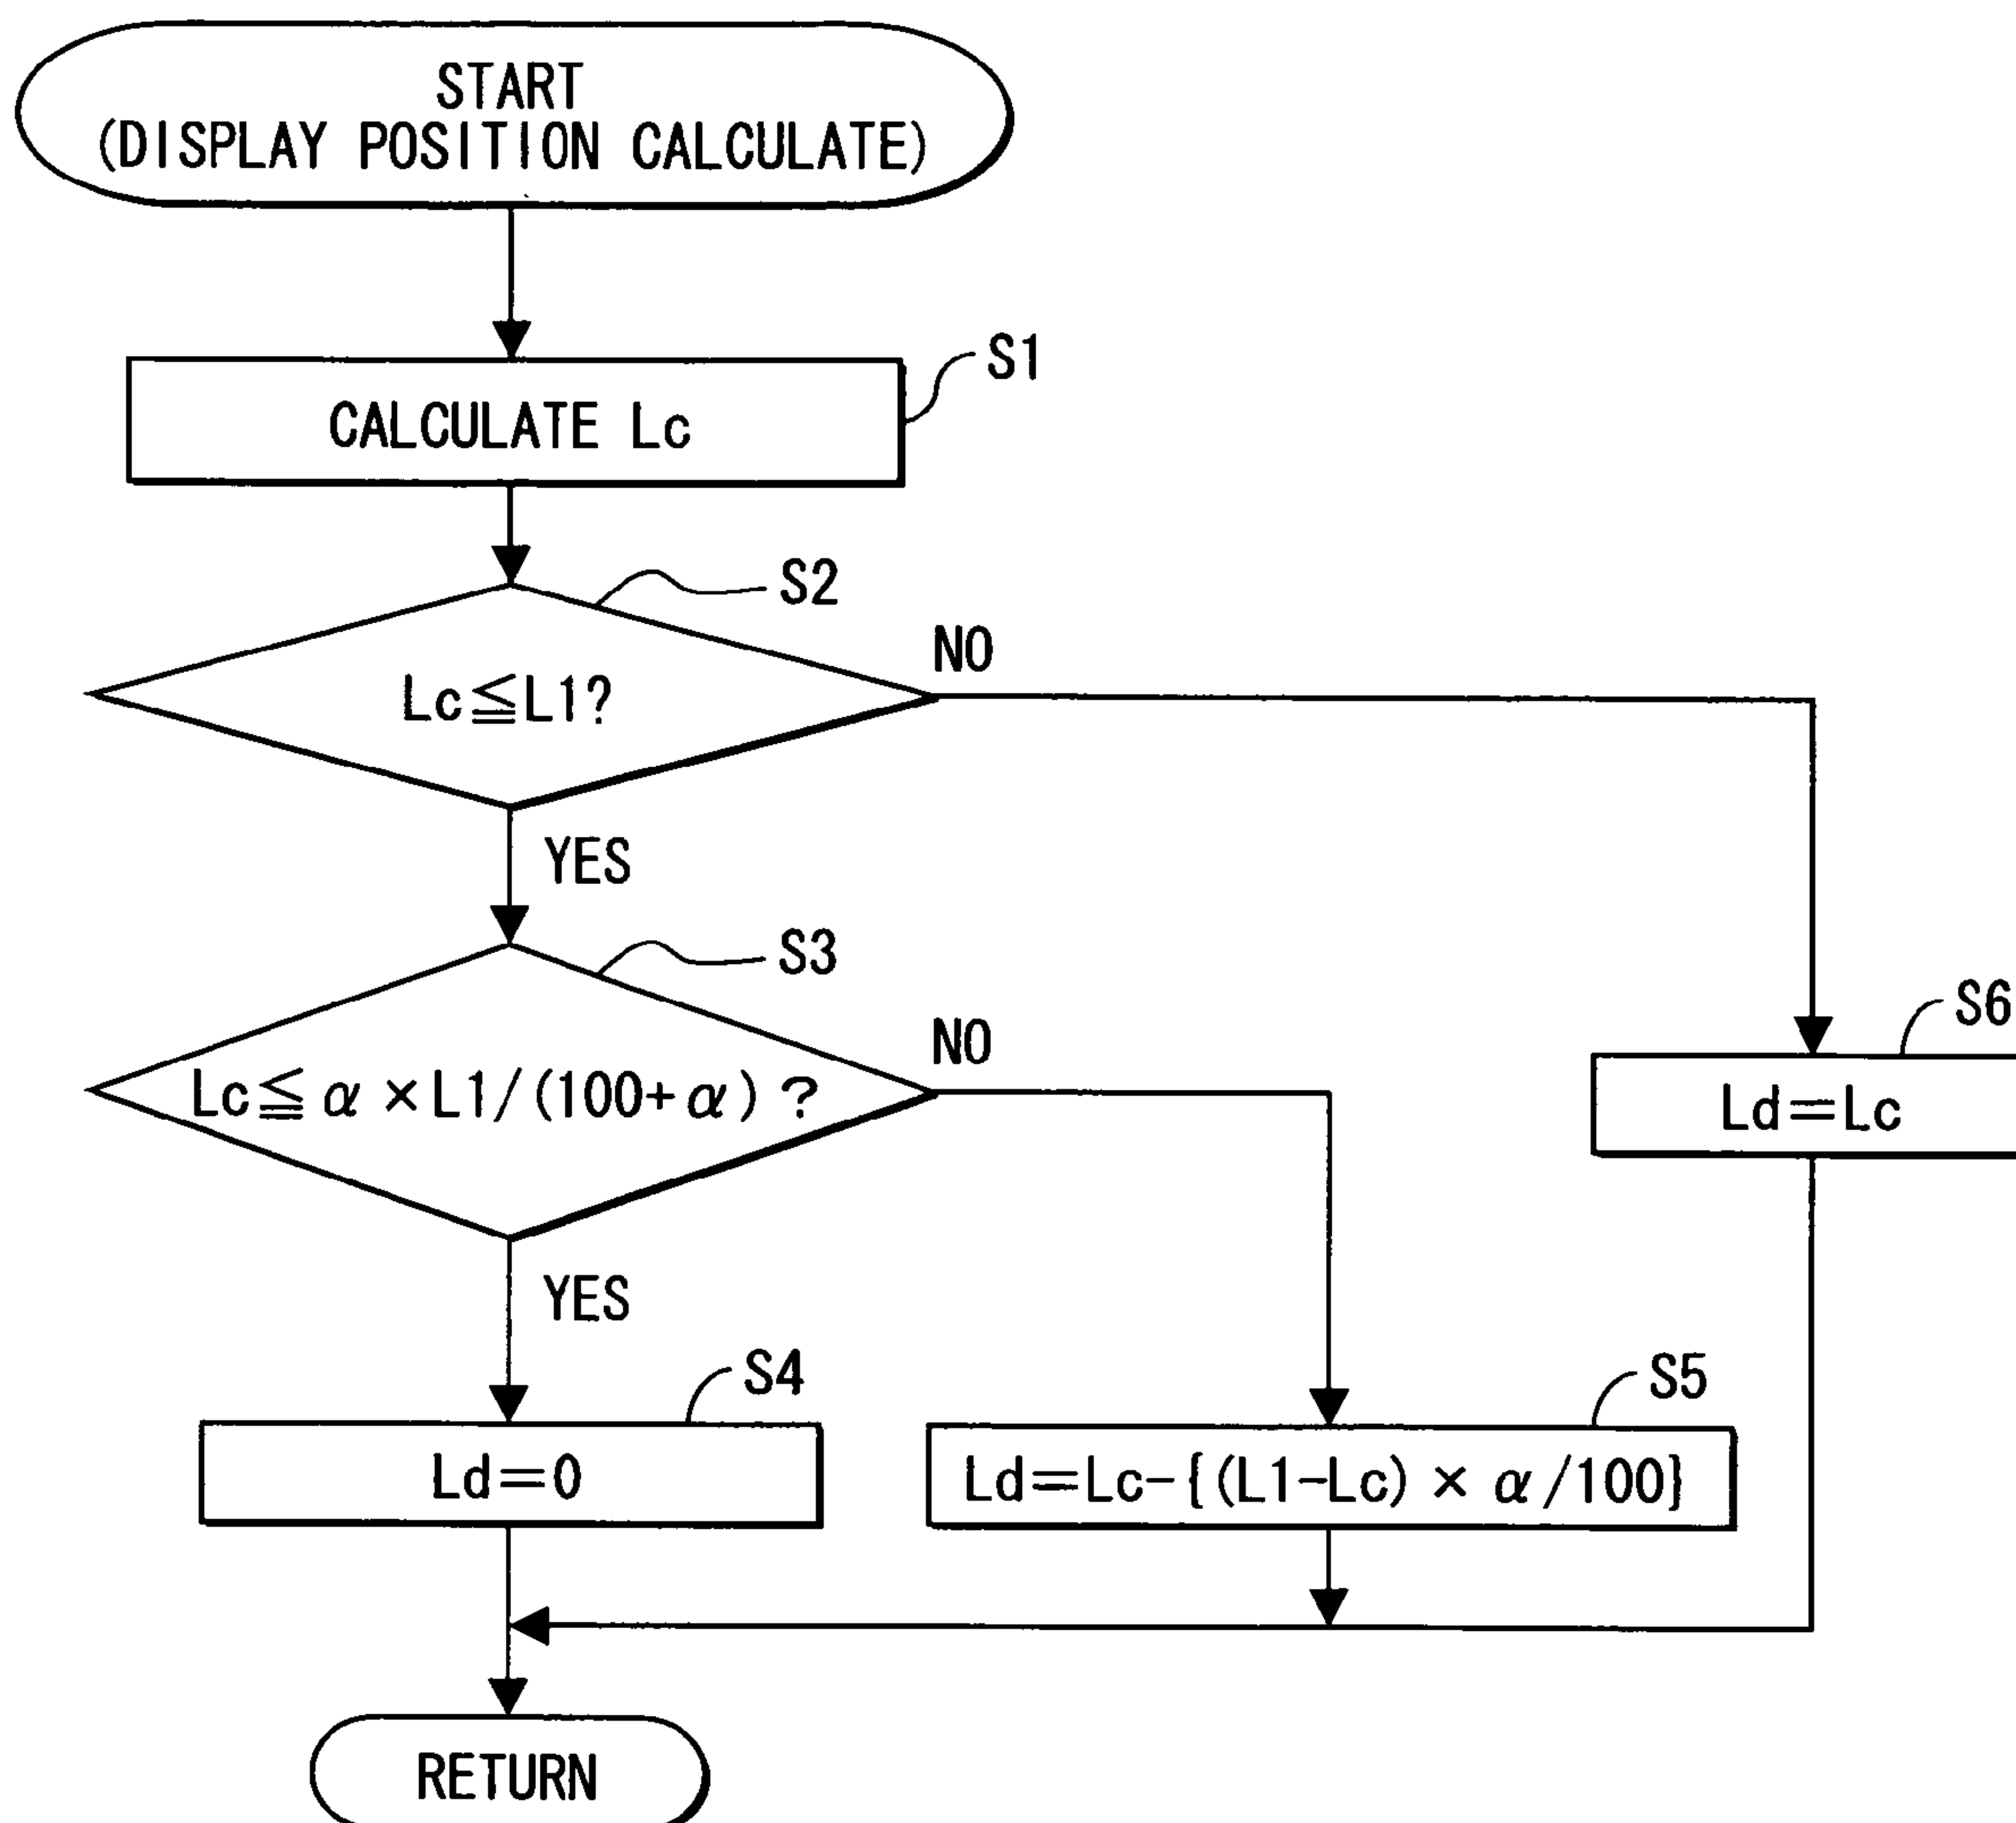 START
(DISPLAY POSITION CALCULATE)
S1
CALCULATE Lc
S2
Lc≦L1?
NO
YES
S3
Lc≦α×L1/(100+α)?
NO
S6
Ld=Lc
YES
S4
Ld=0
S5
Ld=Lc-{(L1-Lc)×α/100}
RETURN